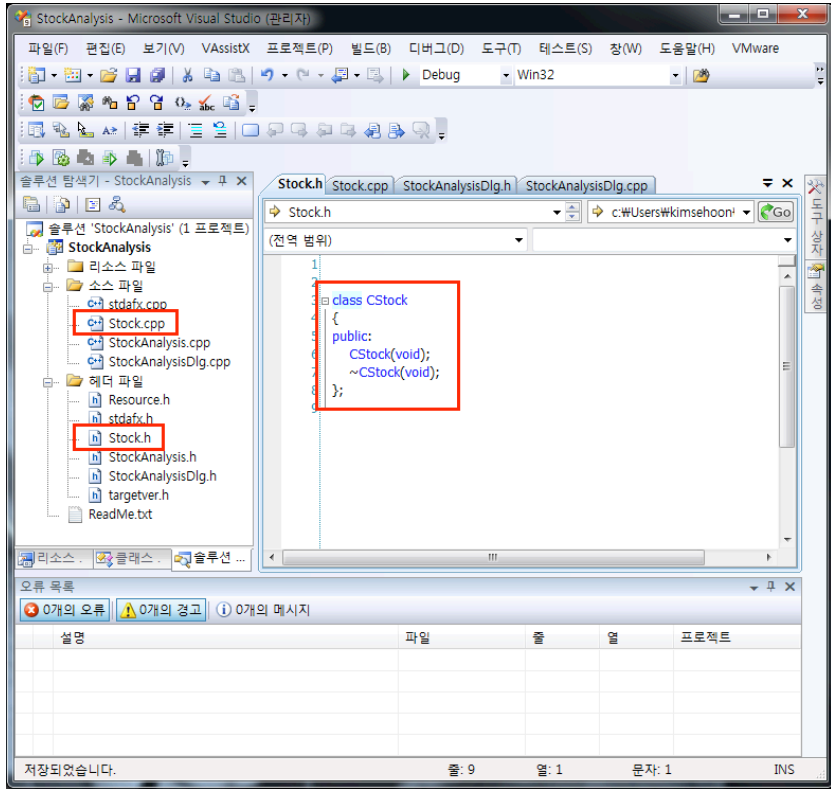 StockAnalysis - Microsoft Visual Studio (관리자)
파일(F) 편집(E) 보기(V) VAssistX 프로젝트(P) 빌드(B) 디버그(D) 도구(T) 테스트(S) 창(W) 도움말(H) VMware
Debug Win32
솔루션 탐색기 - StockAnalysis
솔루션 'StockAnalysis' (1 프로젝트)
StockAnalysis
리소스 파일
소스 파일
stdafx.cpp
Stock.cpp
StockAnalysis.cpp
StockAnalysisDlg.cpp
헤더 파일
Resource.h
stdafx.h
Stock.h
StockAnalysis.h
StockAnalysisDlg.h
targetver.h
ReadMe.txt
리소스 . 클래스 . 솔루션 ...
Stock.h Stock.cpp StockAnalysisDlg.h StockAnalysisDlg.cpp
Stock.h c:₩Users₩kimsehoon₩ Go
(전역 범위)
1
2
3 class CStock
4 {
5 public:
6 CStock(void);
7 ~CStock(void);
8 };
9
도구 상자
속성
오류 목록
0개의 오류 0개의 경고 0개의 메시지
설명 파일 줄 열 프로젝트
저장되었습니다. 줄: 9 열: 1 문자: 1 INS